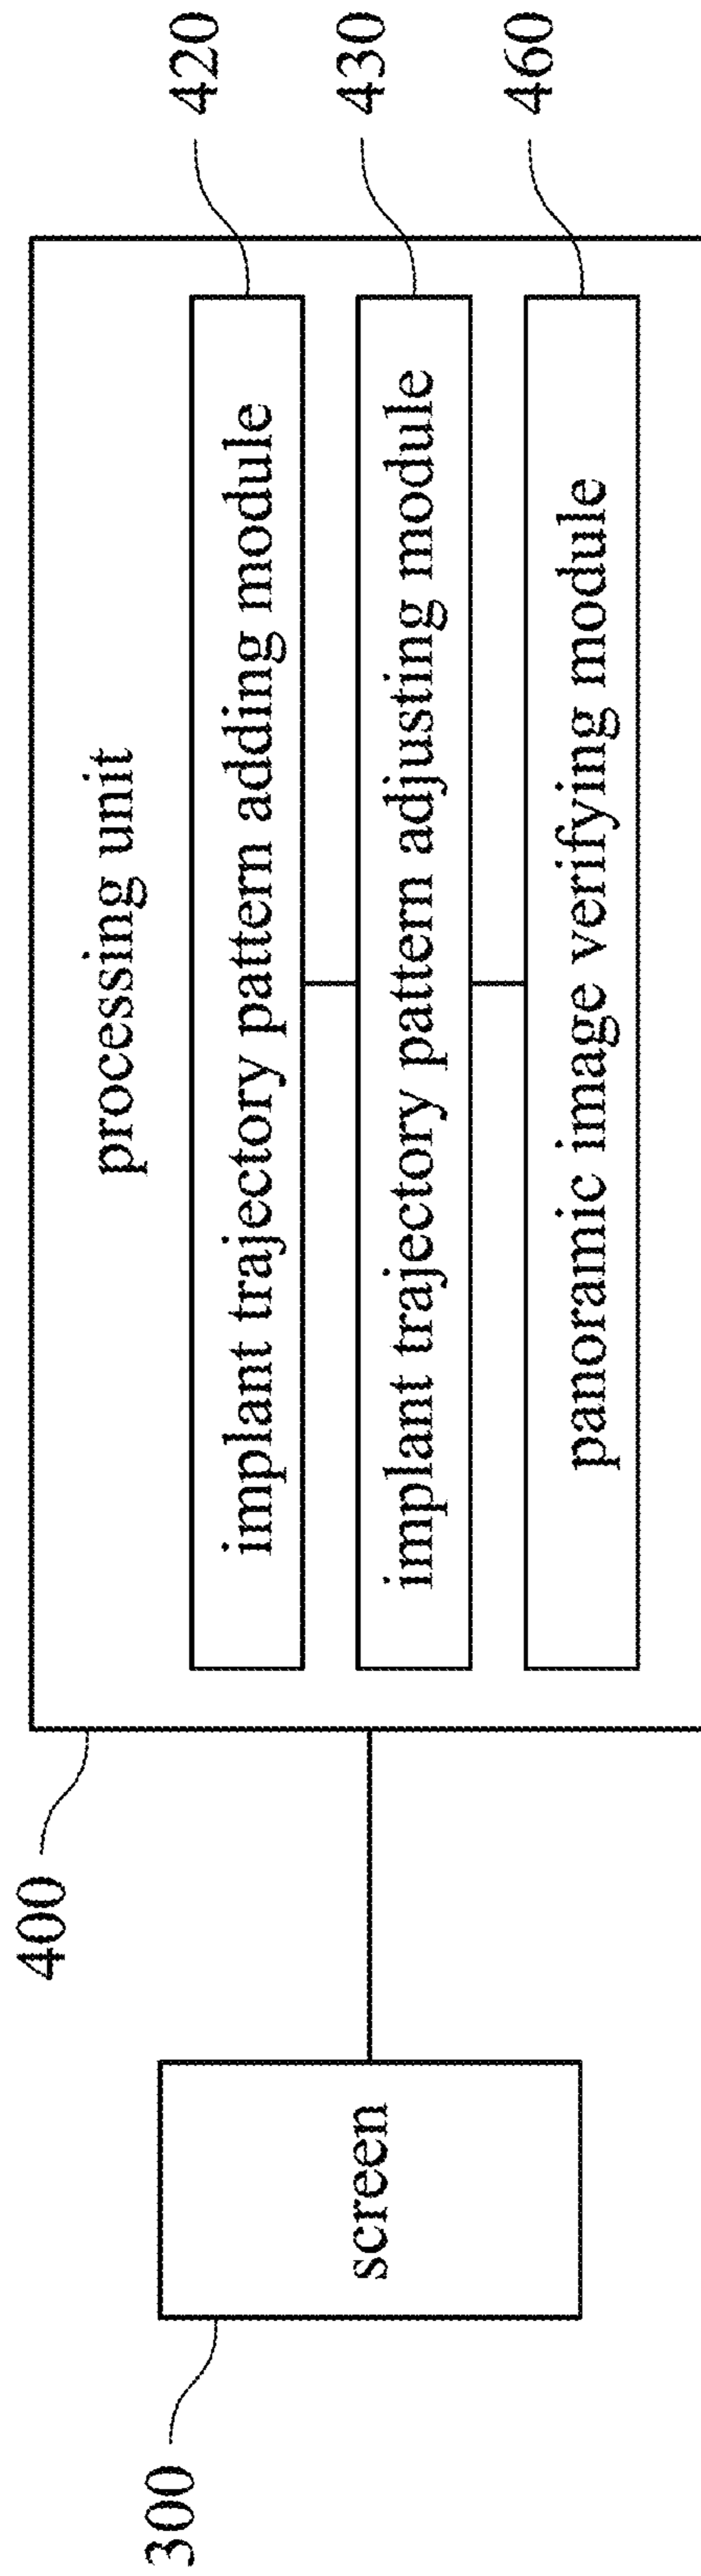 400
processing unit
300
screen
implant trajectory pattern adding module
420
implant trajectory pattern adjusting module
430
panoramic image verifying module
460